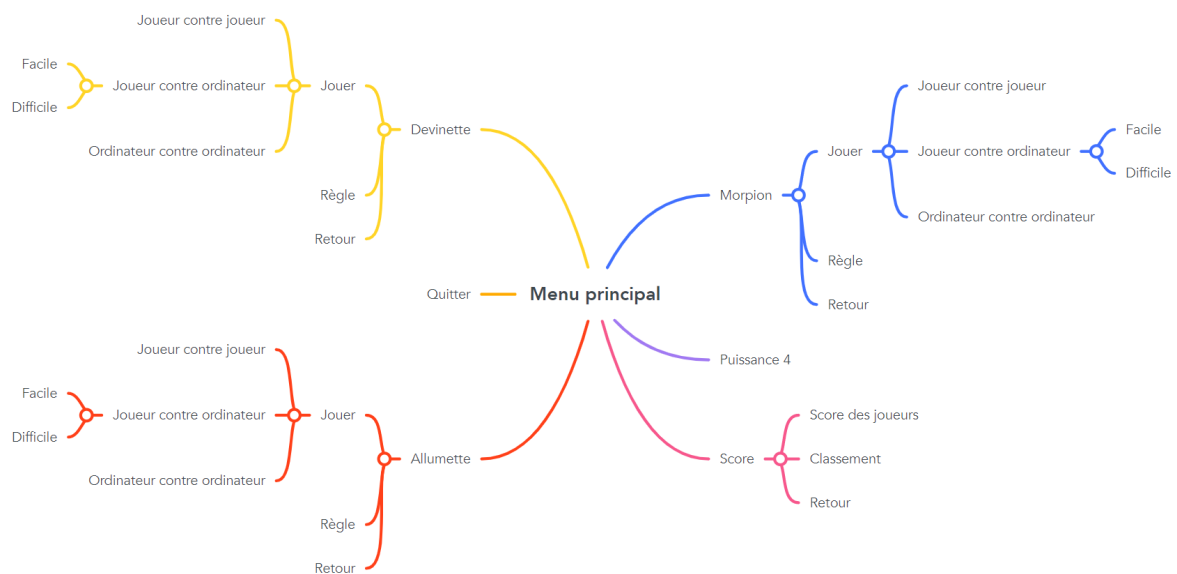 Menu principal
Devinette
Jouer
Joueur contre joueur
Joueur contre ordinateur
Facile
Difficile
Ordinateur contre ordinateur
Règle
Retour
Quitter
Allumette
Jouer
Joueur contre joueur
Joueur contre ordinateur
Facile
Difficile
Ordinateur contre ordinateur
Règle
Retour
Morpion
Jouer
Joueur contre joueur
Joueur contre ordinateur
Facile
Difficile
Ordinateur contre ordinateur
Règle
Retour
Puissance 4
Score
Score des joueurs
Classement
Retour